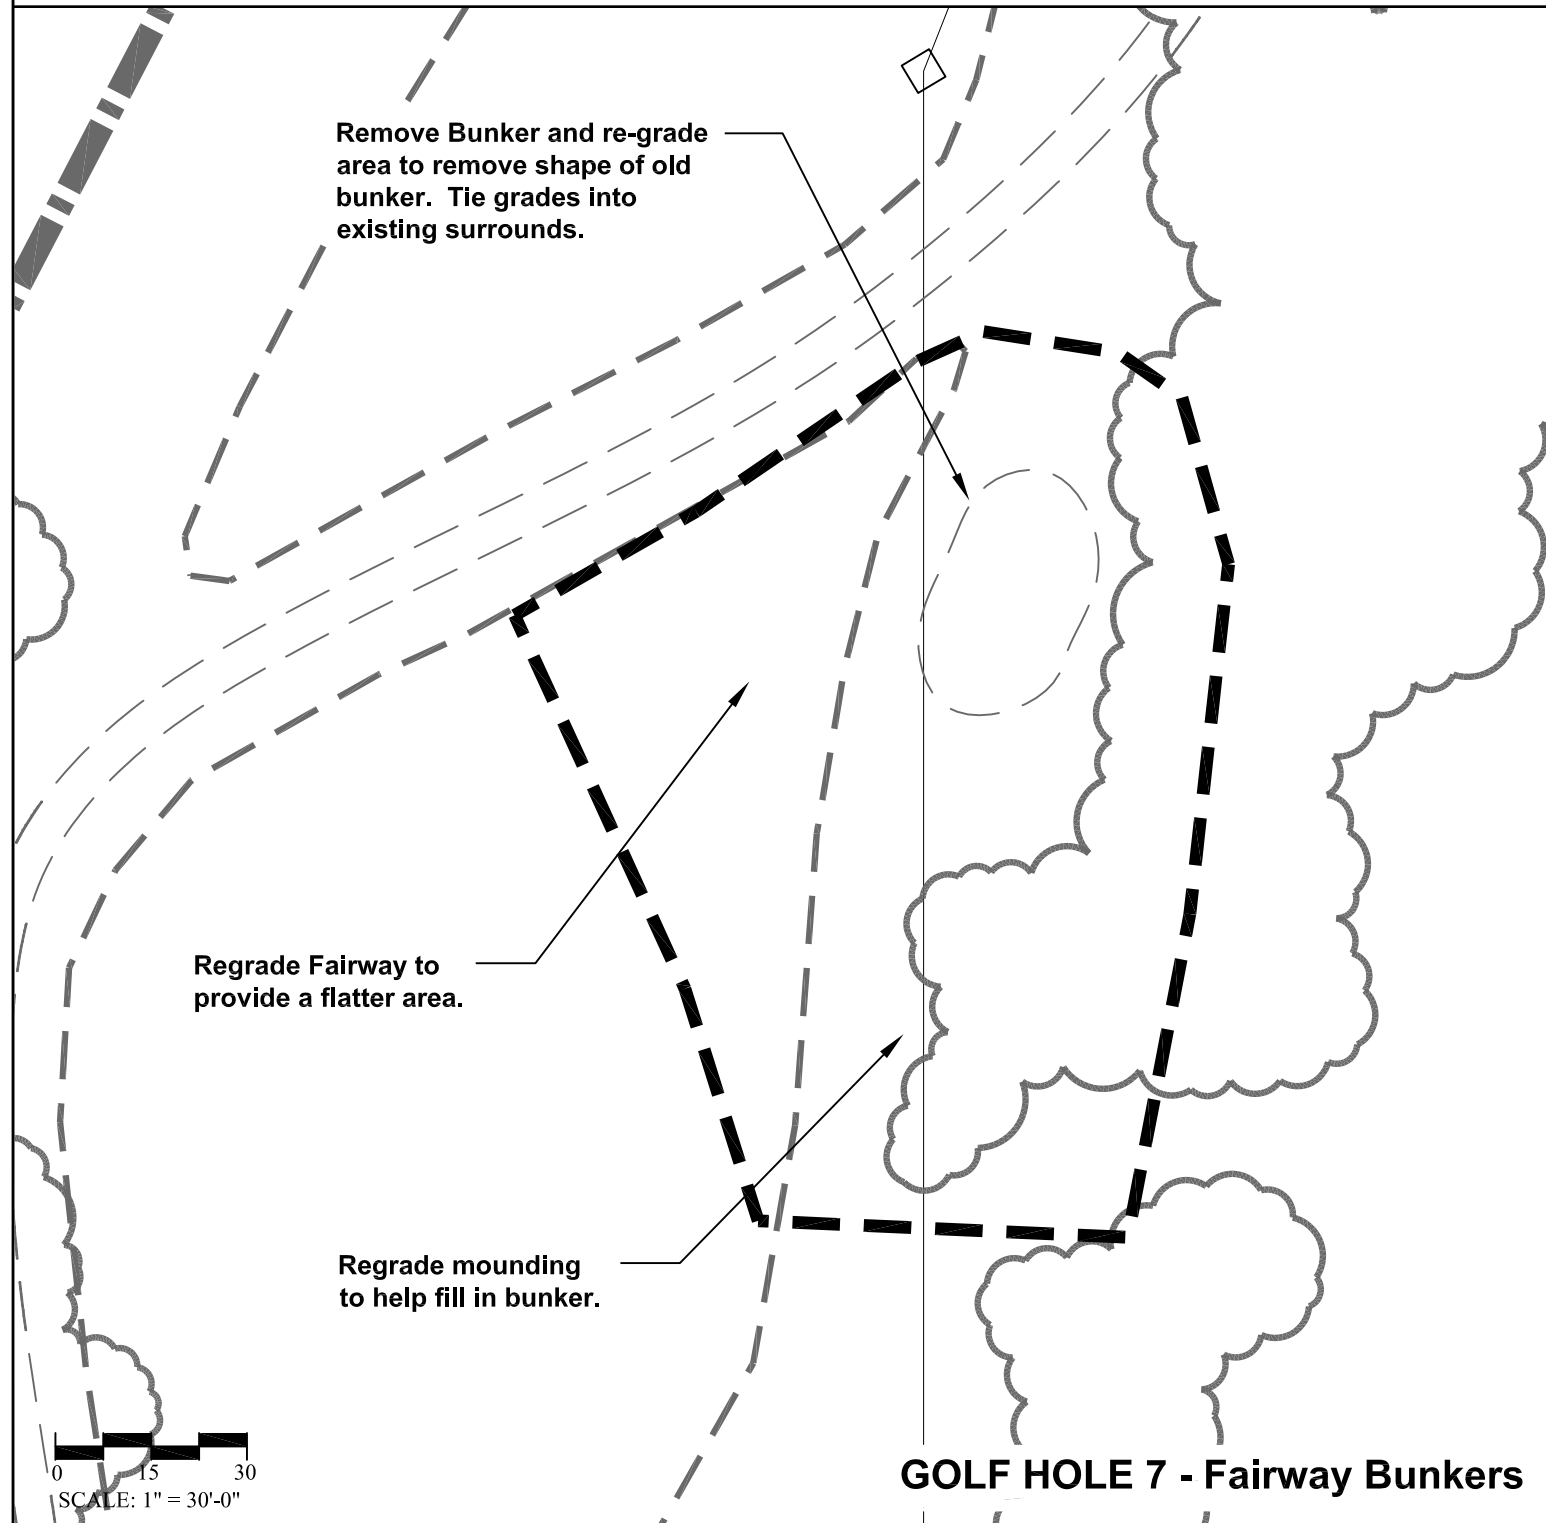 Remove Bunker and re-grade
area to remove shape of old
bunker.  Tie grades into
existing surrounds.
Regrade Fairway to
provide a flatter area.
Regrade mounding
to help fill in bunker.
0 15 30
SCALE: 1" = 30'-0"
GOLF HOLE 7 - Fairway Bunkers